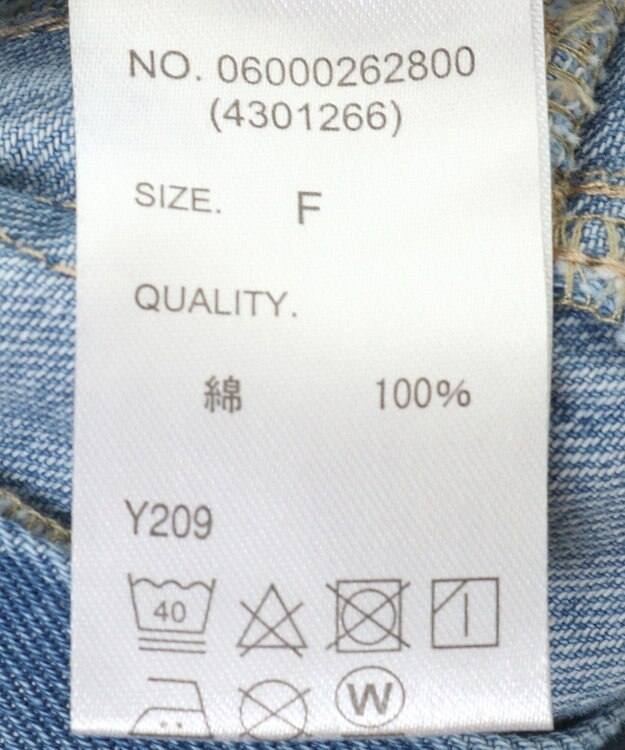 NO. 06000262800
(4301266)
SIZE. F
QUALITY.
綿 100%
Y209
40
W